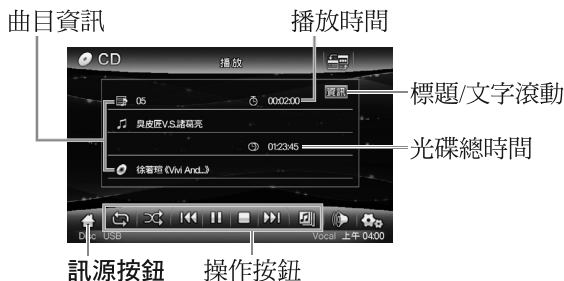 曲目資訊
播放時間
CD
播放
05
00:02:00
資訊
標題/文字滾動
臭皮匠V.S.諸葛亮
01:23:45
光碟總時間
徐若瑄《Vivi And...》
Disc USB
Vocal 上午 04:00
訊源按鈕
操作按鈕